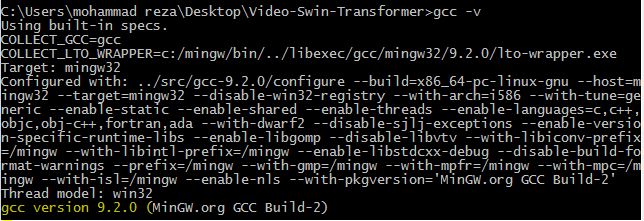 C:\Users\mohammad reza\Desktop\Video-Swin-Transformer>gcc -v
Using built-in specs.
COLLECT_GCC=gcc
COLLECT_LTO_WRAPPER=c:/mingw/bin/../libexec/gcc/mingw32/9.2.0/lto-wrapper.exe
Target: mingw32
Configured with: ../src/gcc-9.2.0/configure --build=x86_64-pc-linux-gnu --host=m
ingw32 --target=mingw32 --disable-win32-registry --with-arch=i586 --with-tune=ge
neric --enable-static --enable-shared --enable-threads --enable-languages=c,c++,
objc,obj-c++,fortran,ada --with-dwarf2 --disable-sjlj-exceptions --enable-versio
n-specific-runtime-libs --enable-libgomp --disable-libvtv --with-libiconv-prefix
=/mingw --with-libintl-prefix=/mingw --enable-libstdcxx-debug --disable-build-fo
rmat-warnings --prefix=/mingw --with-gmp=/mingw --with-mpfr=/mingw --with-mpc=/m
ingw --with-isl=/mingw --enable-nls --with-pkgversion='MinGW.org GCC Build-2'
Thread model: win32
gcc version 9.2.0 (MinGW.org GCC Build-2)